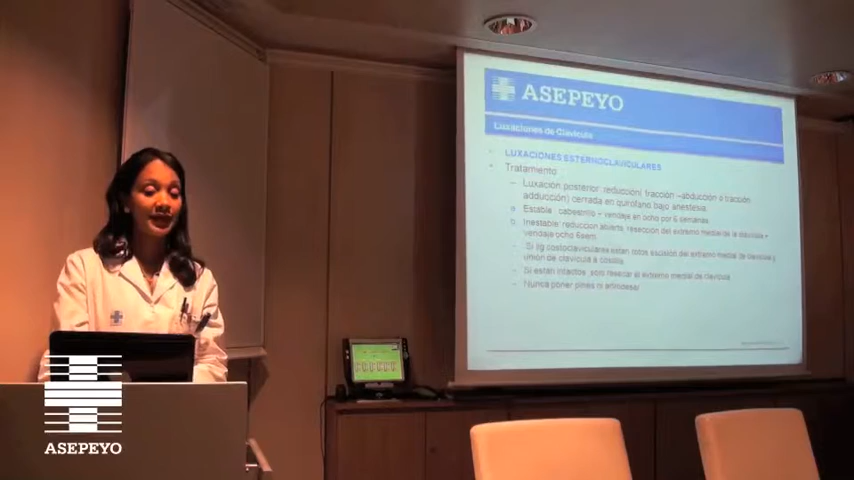 ASEPEYO
Luxaciones de Clavícula
LUXACIONES ESTERNOCLAVICULARES
Tratamiento
Luxación posterior: reducción( tracción –abducción o tracción
adducción) cerrada en quirófano bajo anestesia.
Estable : cabestrillo – vendaje en ocho por 6 semanas
Inestable: reducción abierta, resección del extremo medial de la clavícula +
vendaje ocho 6sem.
Si lig costoclaviculares están rotos escisión del extremo medial de clavícula y
unión de clavícula a costilla.
Si están intactos, solo resecar el extremo medial de clavícula
Nunca poner pines ni artrodesar
ASEPEYO